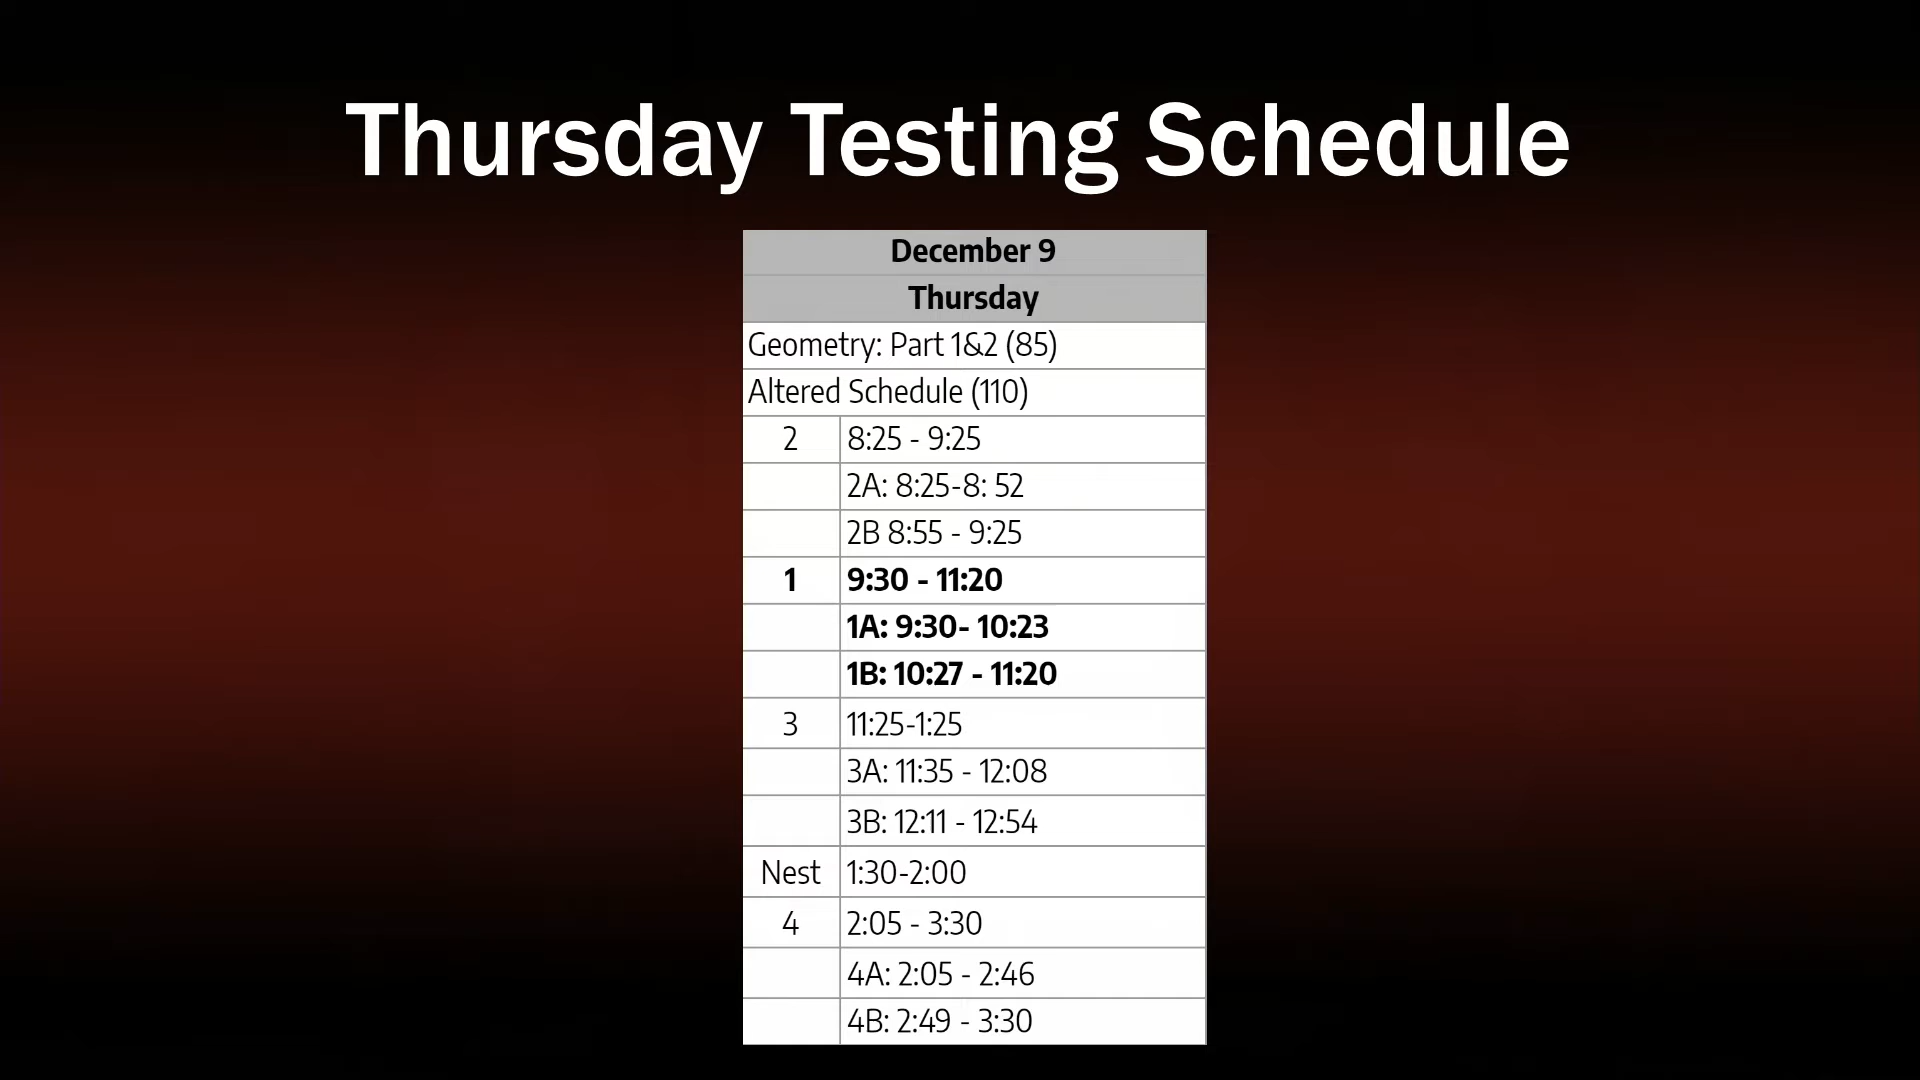 Thursday Testing Schedule
December 9
Thursday
Geometry: Part 1&2 (85)
Altered Schedule (110)
2 8:25 - 9:25
2A: 8:25-8: 52
2B 8:55 - 9:25
1 9:30 - 11:20
1A: 9:30- 10:23
1B: 10:27 - 11:20
3 11:25-1:25
3A: 11:35 - 12:08
3B: 12:11 - 12:54
Nest 1:30-2:00
4 2:05 - 3:30
4A: 2:05 - 2:46
4B: 2:49 - 3:30